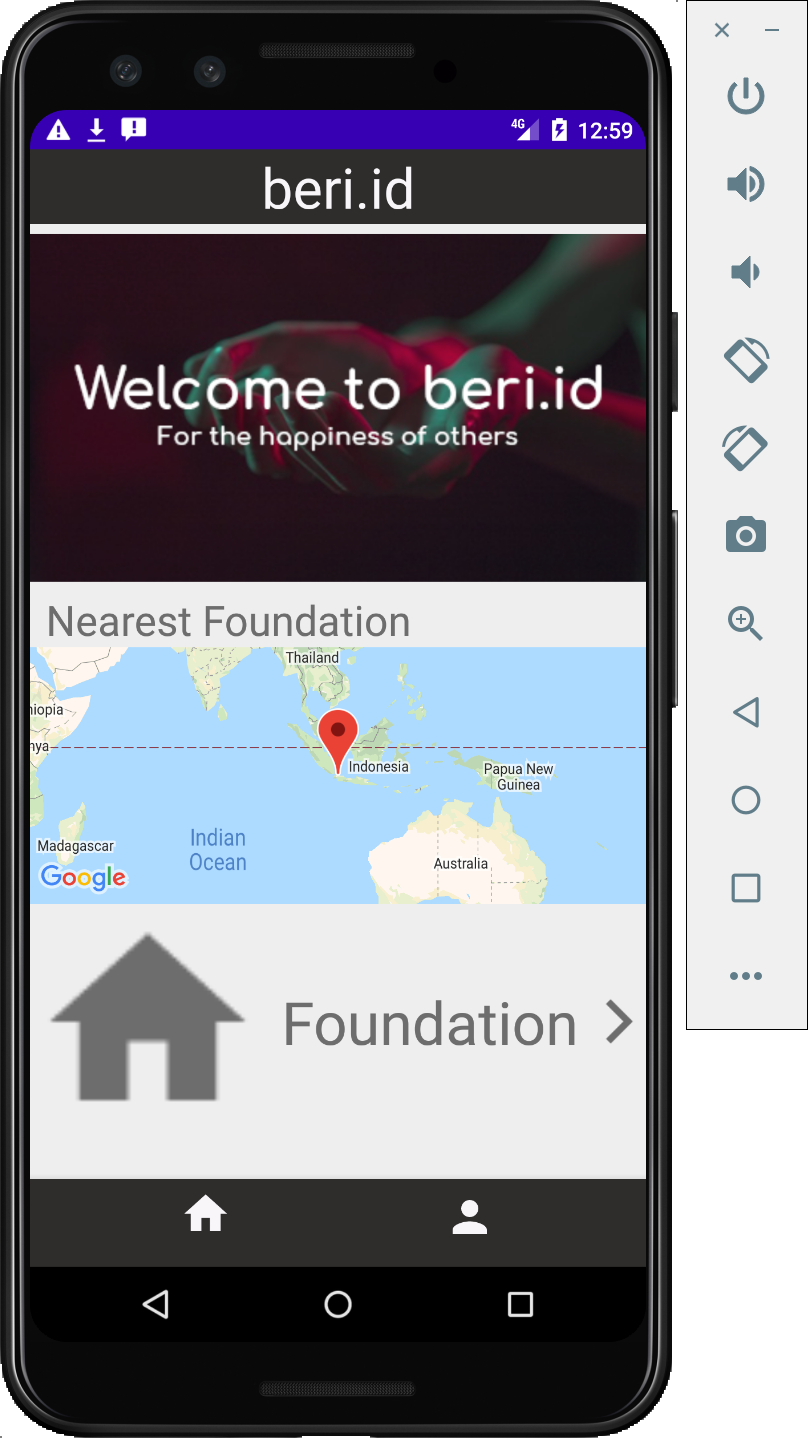 4G 12:59
beri.id
Welcome to beri.id
For the happiness of others
Nearest Foundation
Thailand
hiopia
nya
Indonesia
Papua New
Guinea
Indian
Ocean
Madagascar
Australia
Google
Foundation